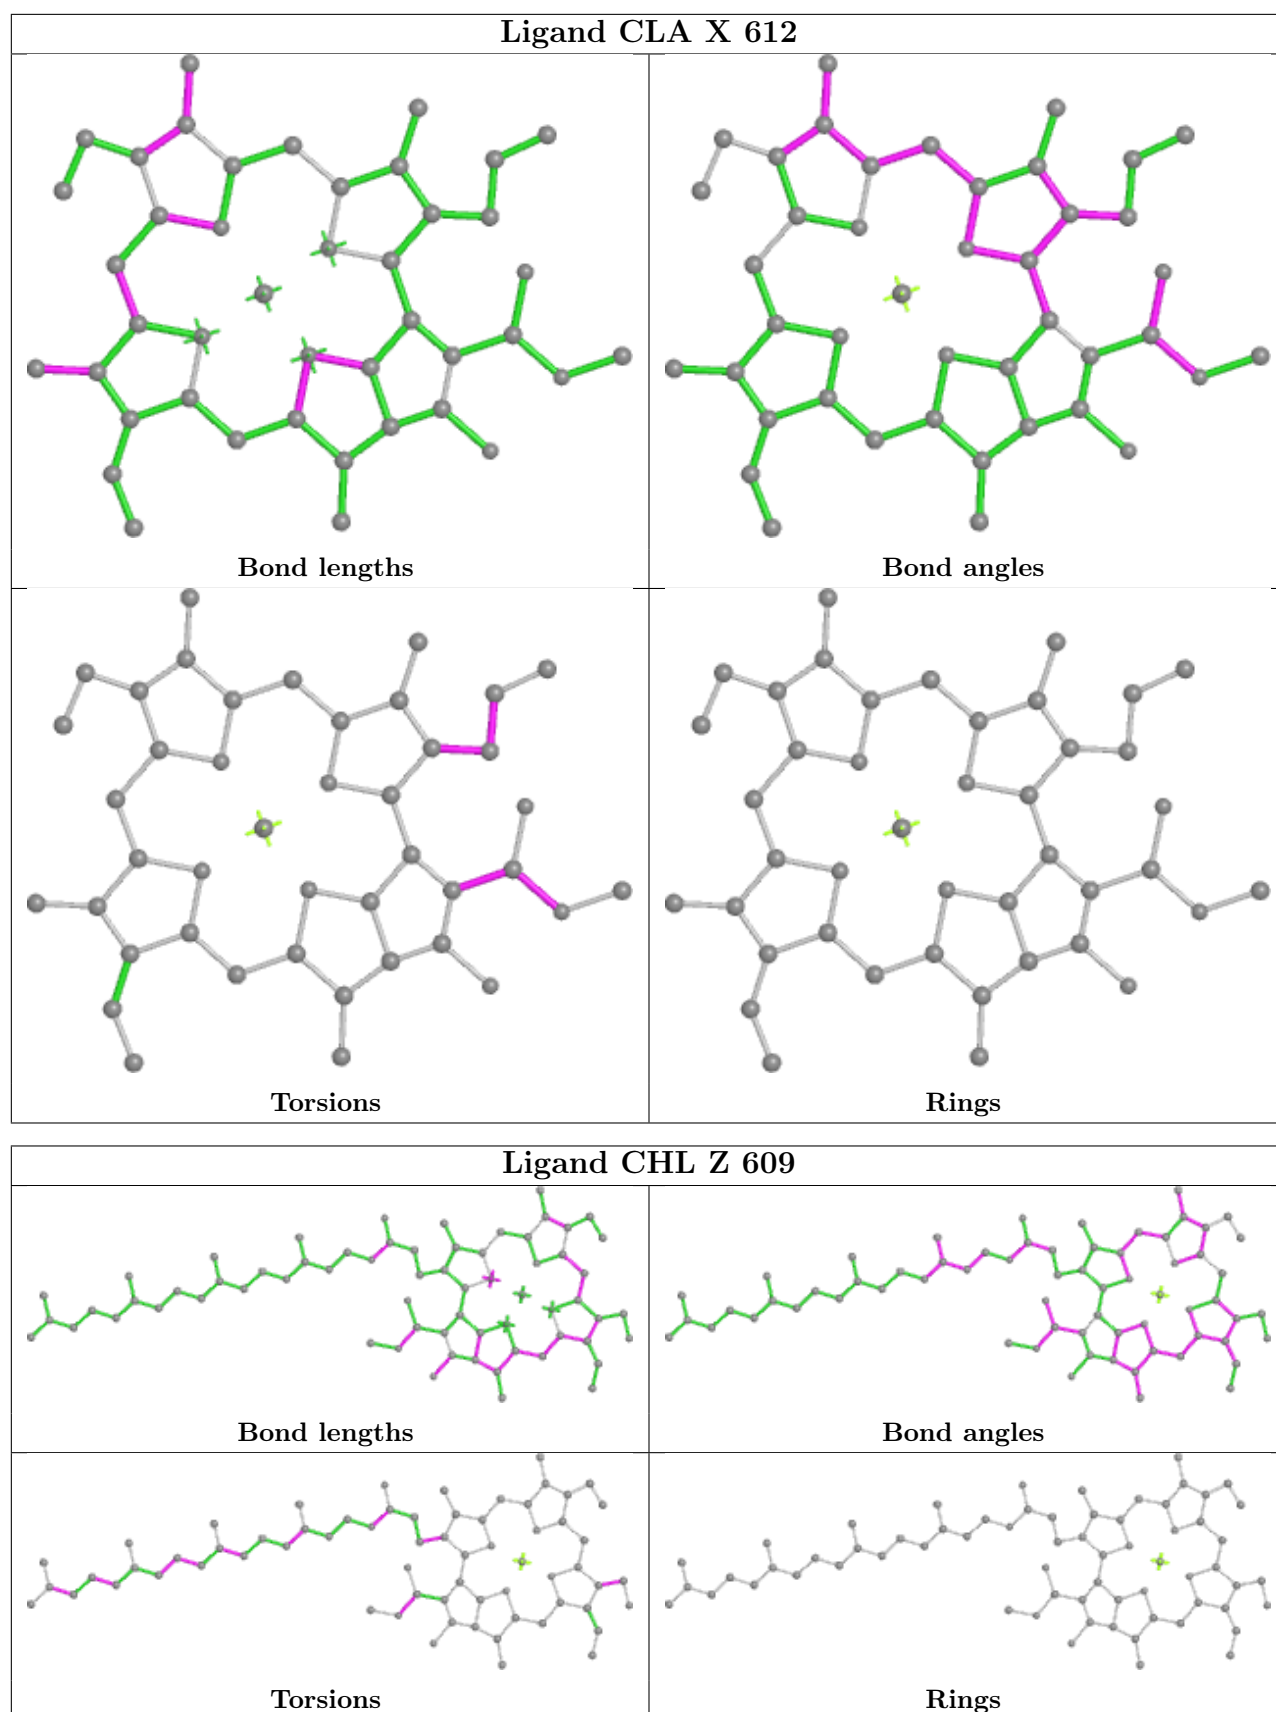 Ligand CLA X 612
Bond lengths
Bond angles
Torsions
Rings
Ligand CHL Z 609
Bond lengths
Bond angles
Torsions
Rings